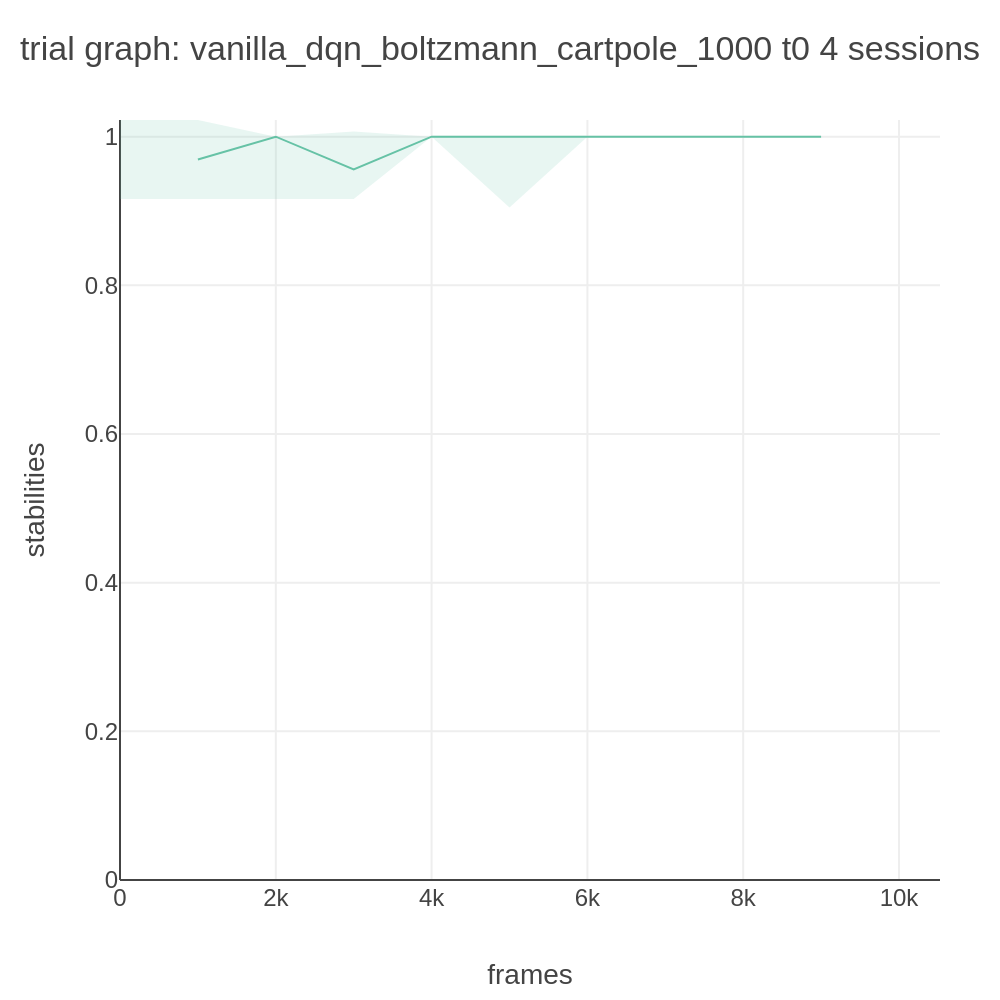 trial graph: vanilla_dqn_boltzmann_cartpole_1000 t0 4 sessions
1
0.8
0.6
0.4
0.2
0
stabilities
0 2k 4k 6k 8k 10k
frames